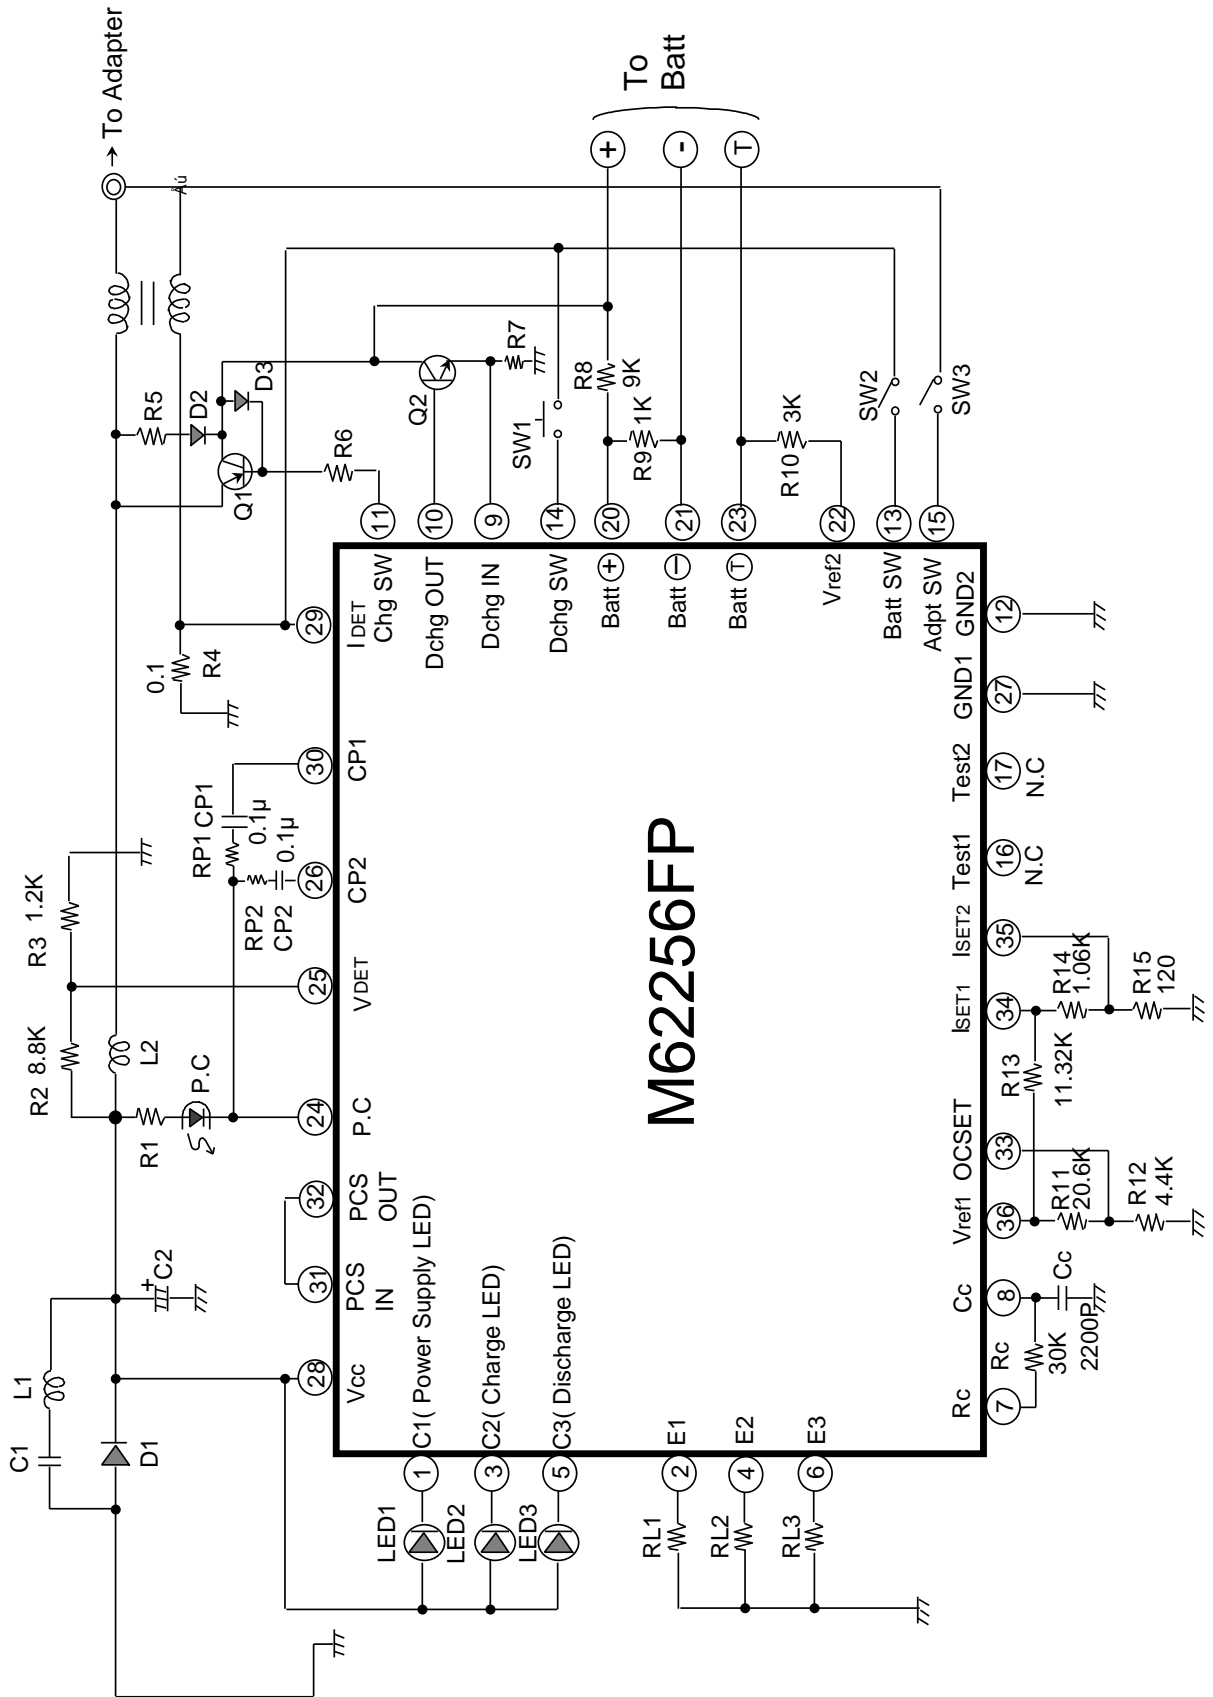 C1
L1
D1
C2
R2 8.8K
R3 1.2K
R1
P.C
L2
RP1 CP1
0.1µ
RP2
CP2
0.1µ
0.1
R4
R5
D2
D3
Q1
R6
Q2
R7
→ To Adapter
To
Batt
+
-
T
SW1
R8
9K
R9 1K
R10 3K
SW2
SW3
28
Vcc
31
PCS
IN
32
PCS
OUT
24
P.C
25
VDET
26
CP2
30
CP1
29
IDET
11
Chg SW
10
Dchg OUT
9
Dchg IN
14
Dchg SW
20
Batt +
21
Batt −
23
Batt T
22
Vref2
13
Batt SW
15
Adpt SW
M62256FP
LED1
1
C1( Power Supply LED)
LED2
3
C2( Charge LED)
LED3
5
C3( Discharge LED)
RL1
2
E1
RL2
4
E2
RL3
6
E3
Rc
7
Rc
30K
Cc
8
Cc
2200P
Vref1
36
R11
20.6K
R12
4.4K
OCSET
33
R13
11.32K
ISET1
34
R14
1.06K
R15
120
ISET2
35
Test1
16
N.C
Test2
17
N.C
GND1
27
GND2
12